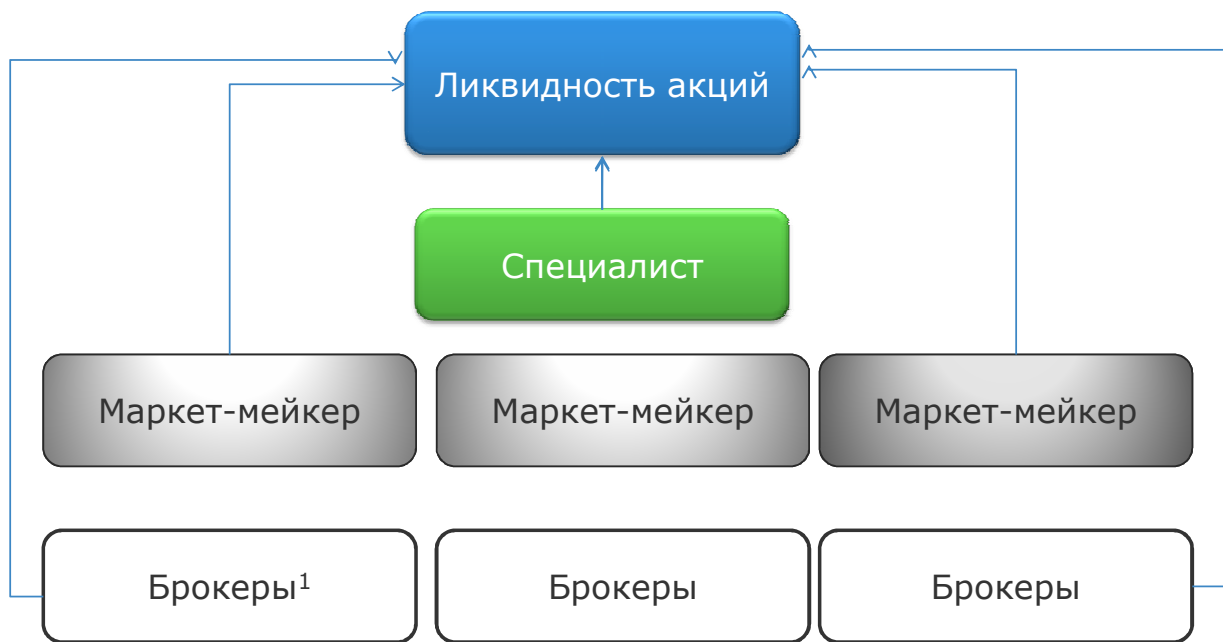 Ликвидность акций
Специалист
Маркет-мейкер
Маркет-мейкер
Маркет-мейкер
Брокеры¹
Брокеры
Брокеры